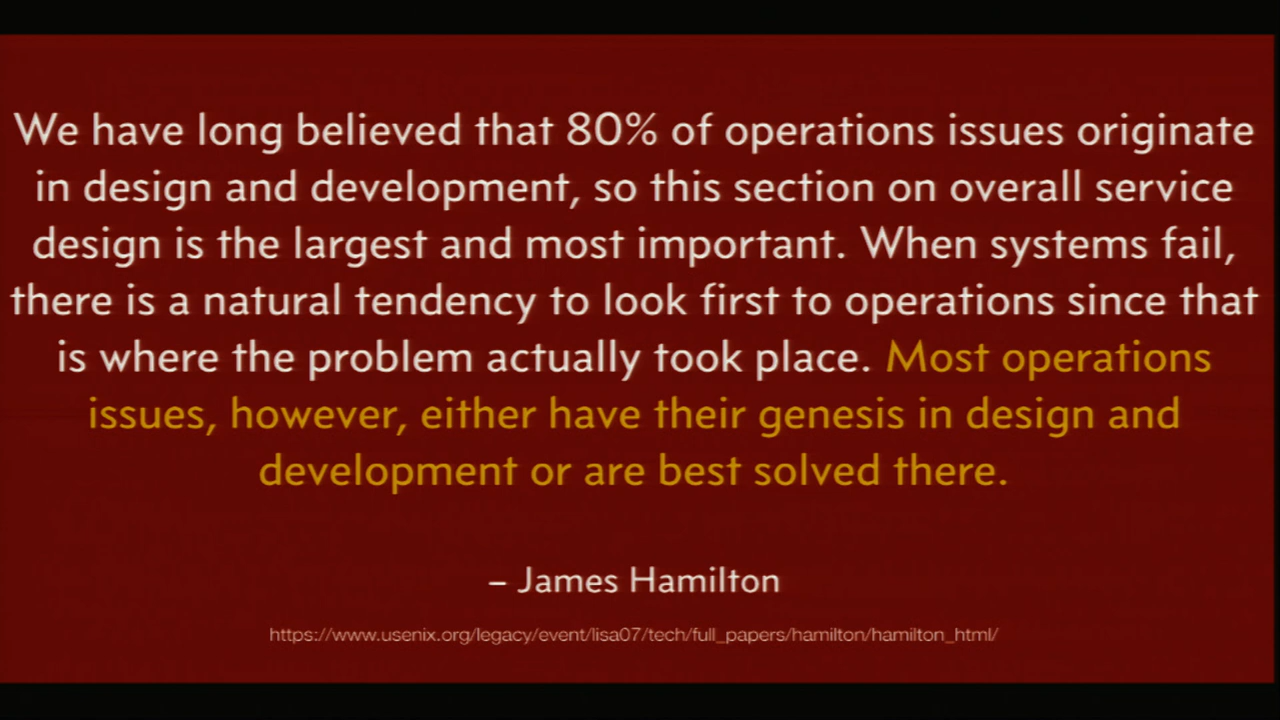 We have long believed that 80% of operations issues originate
in design and development, so this section on overall service
design is the largest and most important. When systems fail,
there is a natural tendency to look first to operations since that
is where the problem actually took place. Most operations
issues, however, either have their genesis in design and
development or are best solved there.
– James Hamilton
https://www.usenix.org/legacy/event/lisa07/tech/full_papers/hamilton/hamilton_html/